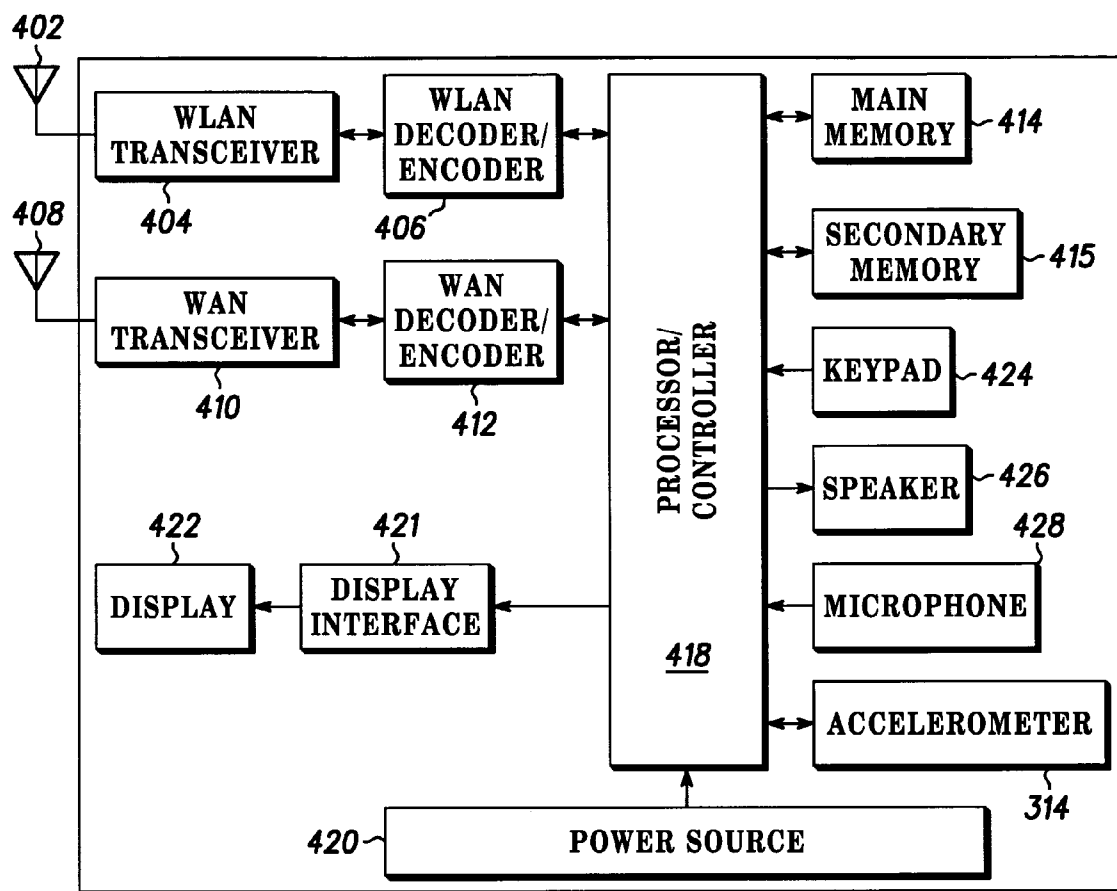 402
WLAN
TRANSCEIVER
404
WLAN
DECODER/
ENCODER
406
408
WAN
TRANSCEIVER
410
WAN
DECODER/
ENCODER
412
422
DISPLAY
421
DISPLAY
INTERFACE
PROCESSOR/
CONTROLLER
418
MAIN
MEMORY
414
SECONDARY
MEMORY
415
KEYPAD
424
SPEAKER
426
428
MICROPHONE
ACCELEROMETER
314
420
POWER SOURCE